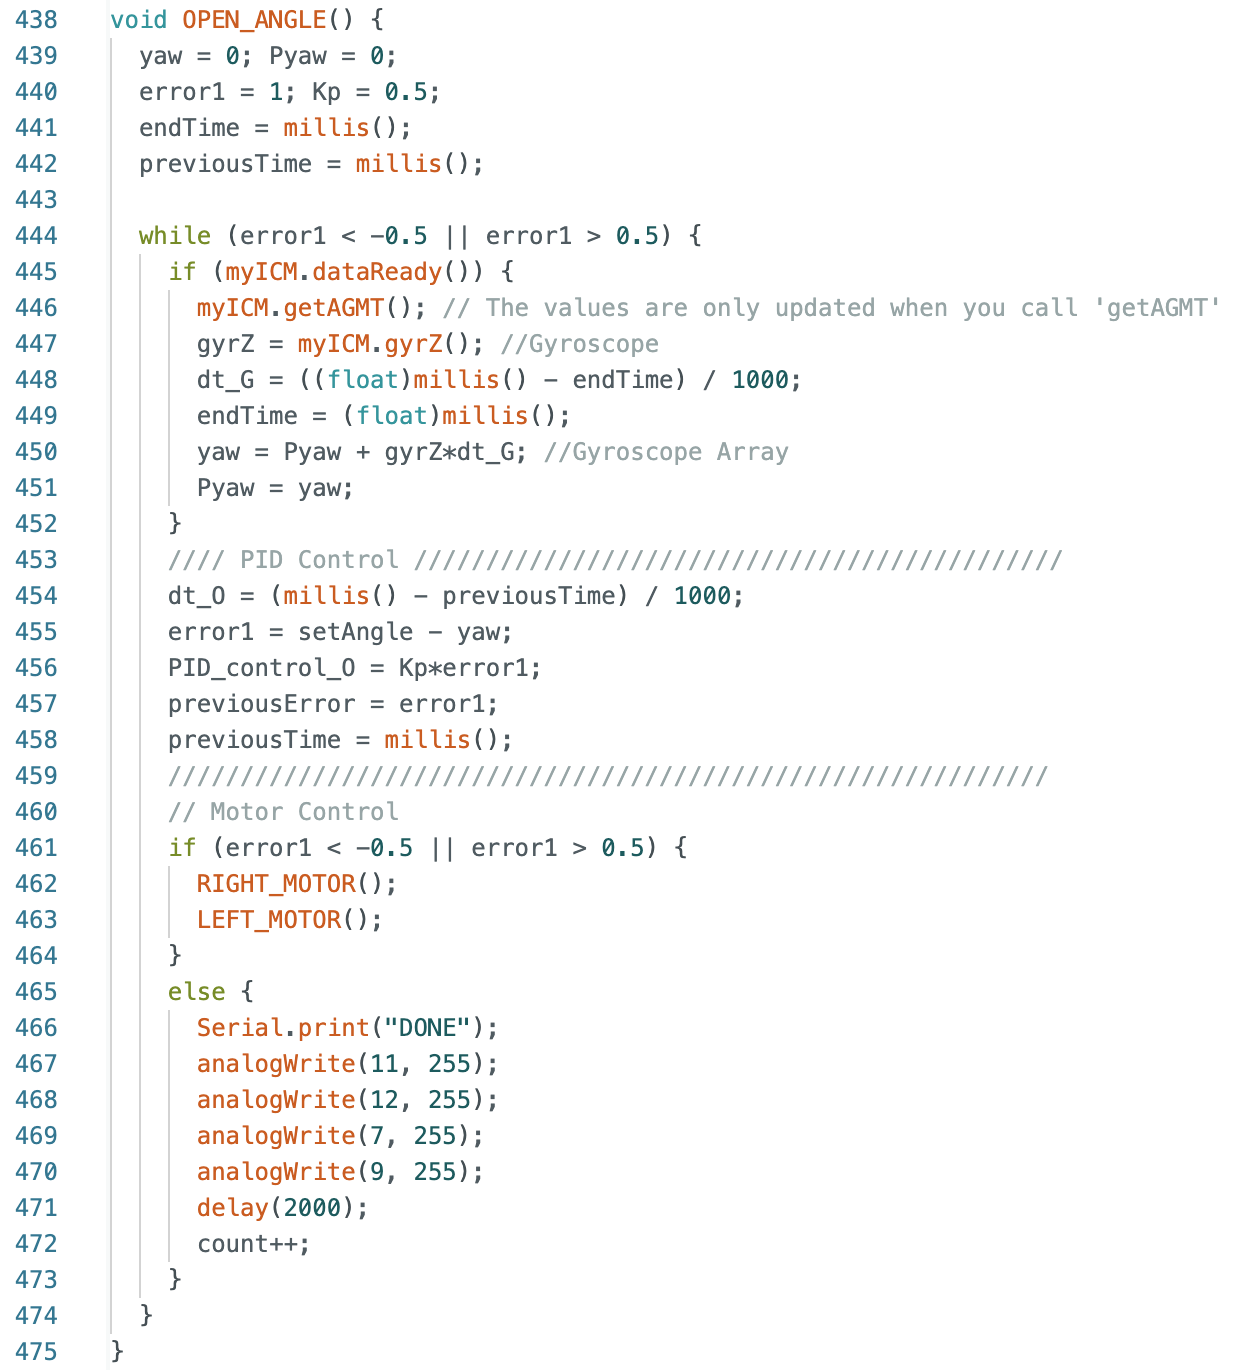 438 void OPEN_ANGLE() {
439 yaw = 0; Pyaw = 0;
440 error1 = 1; Kp = 0.5;
441 endTime = millis();
442 previousTime = millis();
443
444 while (error1 < -0.5 || error1 > 0.5) {
445 if (myICM.dataReady()) {
446 myICM.getAGMT(); // The values are only updated when you call 'getAGMT'
447 gyrZ = myICM.gyrZ(); //Gyroscope
448 dt_G = ((float)millis() - endTime) / 1000;
449 endTime = (float)millis();
450 yaw = Pyaw + gyrZ*dt_G; //Gyroscope Array
451 Pyaw = yaw;
452 }
453 //// PID Control /////////////////////////////////////////////
454 dt_O = (millis() - previousTime) / 1000;
455 error1 = setAngle - yaw;
456 PID_control_O = Kp*error1;
457 previousError = error1;
458 previousTime = millis();
459 /////////////////////////////////////////////////////////////
460 // Motor Control
461 if (error1 < -0.5 || error1 > 0.5) {
462 RIGHT_MOTOR();
463 LEFT_MOTOR();
464 }
465 else {
466 Serial.print("DONE");
467 analogWrite(11, 255);
468 analogWrite(12, 255);
469 analogWrite(7, 255);
470 analogWrite(9, 255);
471 delay(2000);
472 count++;
473 }
474 }
475 }